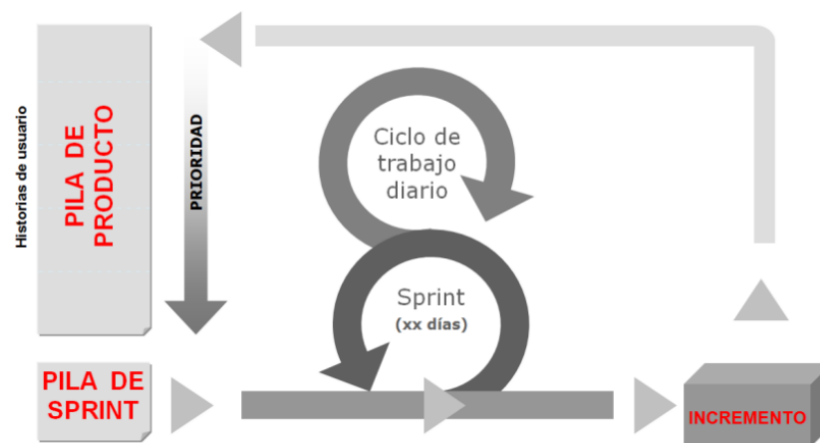 Historias de usuario
PILA DE
PRODUCTO
PRIORIDAD
Ciclo de
trabajo
diario
Sprint
(xx días)
PILA DE
SPRINT
INCREMENTO